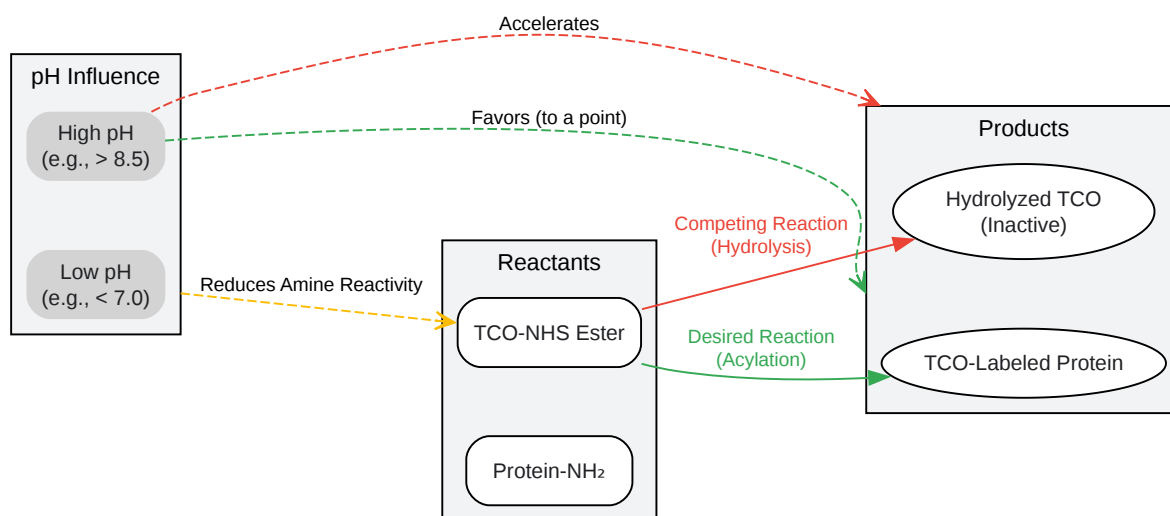 Accelerates
pH Influence
High pH
(e.g., > 8.5)
Favors (to a point)
Products
Hydrolyzed TCO
(Inactive)
Competing Reaction
(Hydrolysis)
Low pH
(e.g., < 7.0)
Reduces Amine Reactivity
Reactants
TCO-NHS Ester
Desired Reaction
(Acylation)
TCO-Labeled Protein
Protein-NH₂